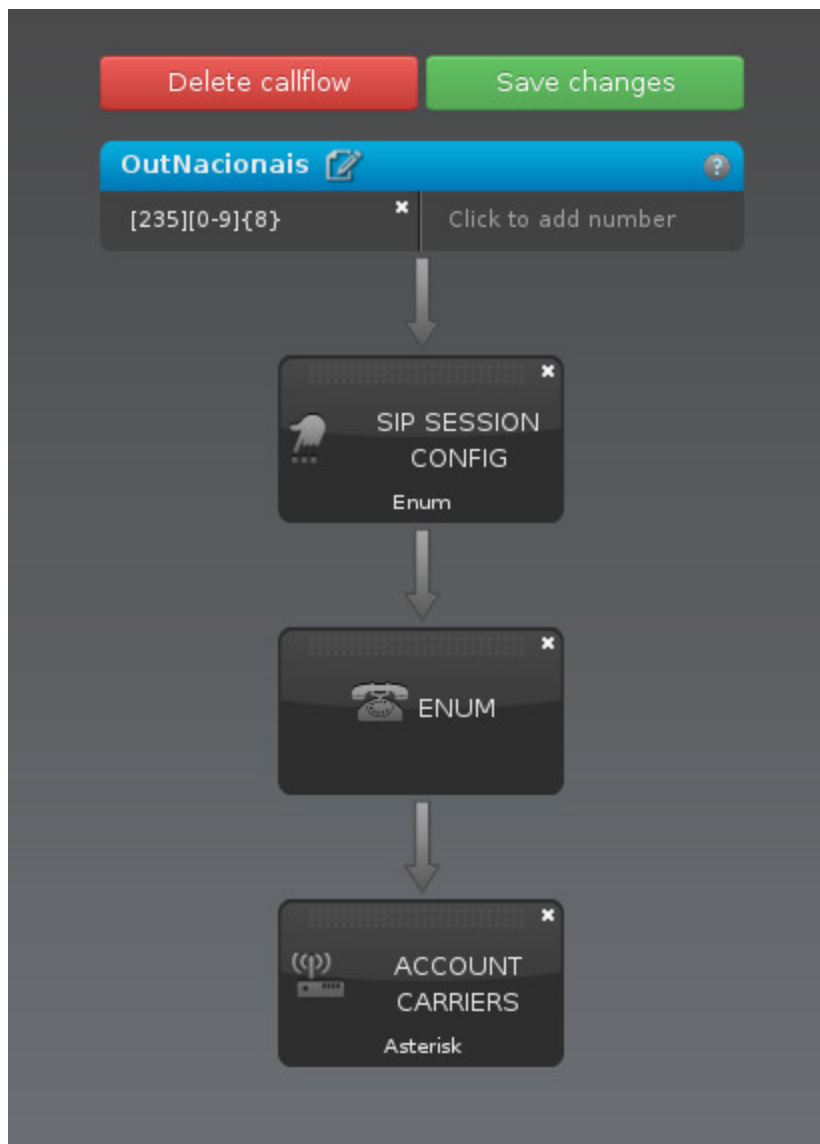 Delete callflow
Save changes
OutNacionais
?
[235][0-9]{8}
Click to add number
SIP SESSION
CONFIG
Enum
ENUM
ACCOUNT
CARRIERS
Asterisk